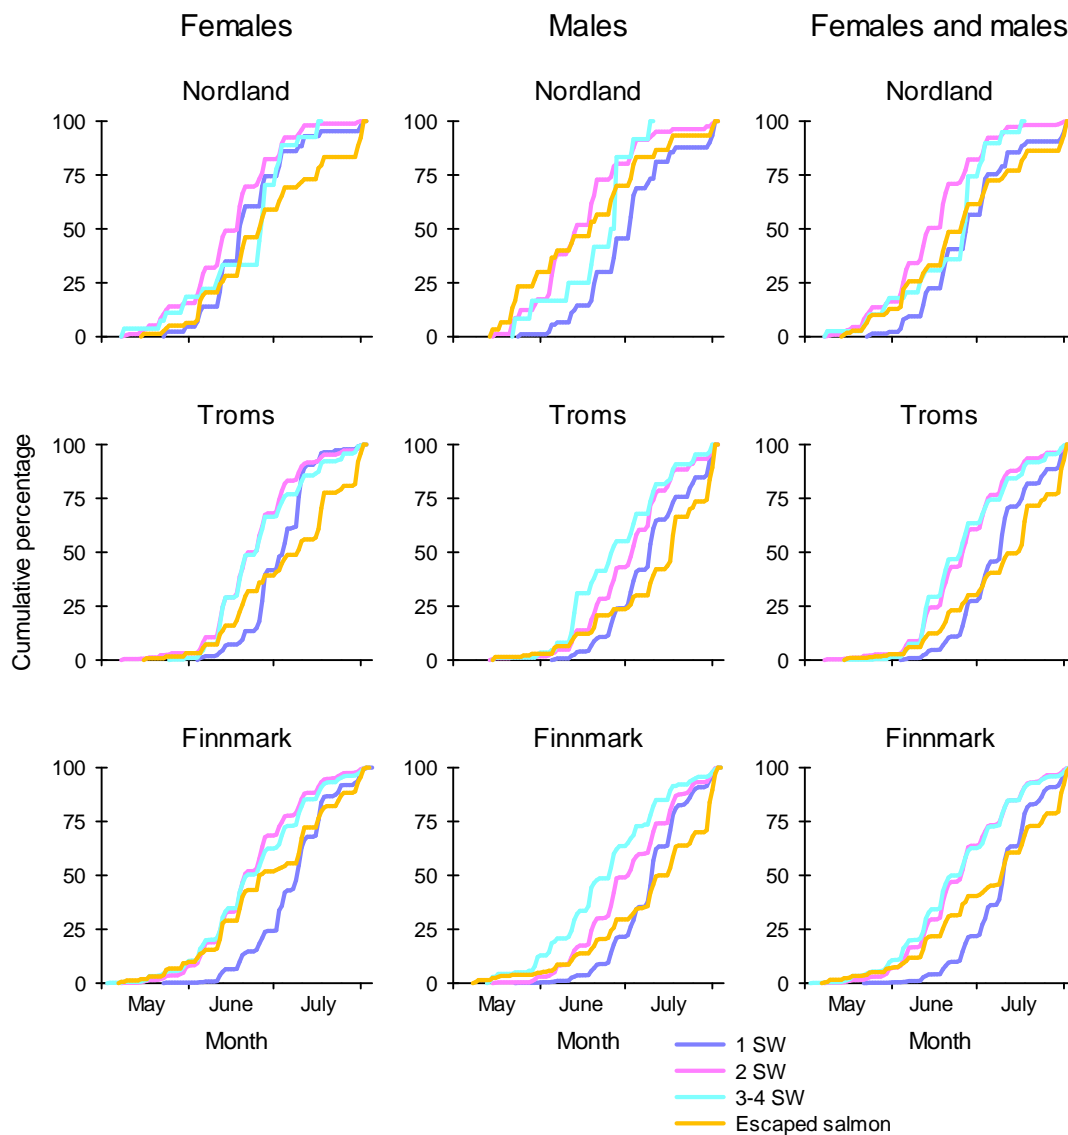 Females Males Females and males
Nordland Nordland Nordland
100 100 100
75 75 75
50 50 50
25 25 25
0 0 0
Troms Troms Troms
Cumulative percentage
100 100 100
75 75 75
50 50 50
25 25 25
0 0 0
Finnmark Finnmark Finnmark
100 100 100
75 75 75
50 50 50
25 25 25
0 0 0
May June July May June July May June July
Month Month Month
1 SW
2 SW
3-4 SW
Escaped salmon